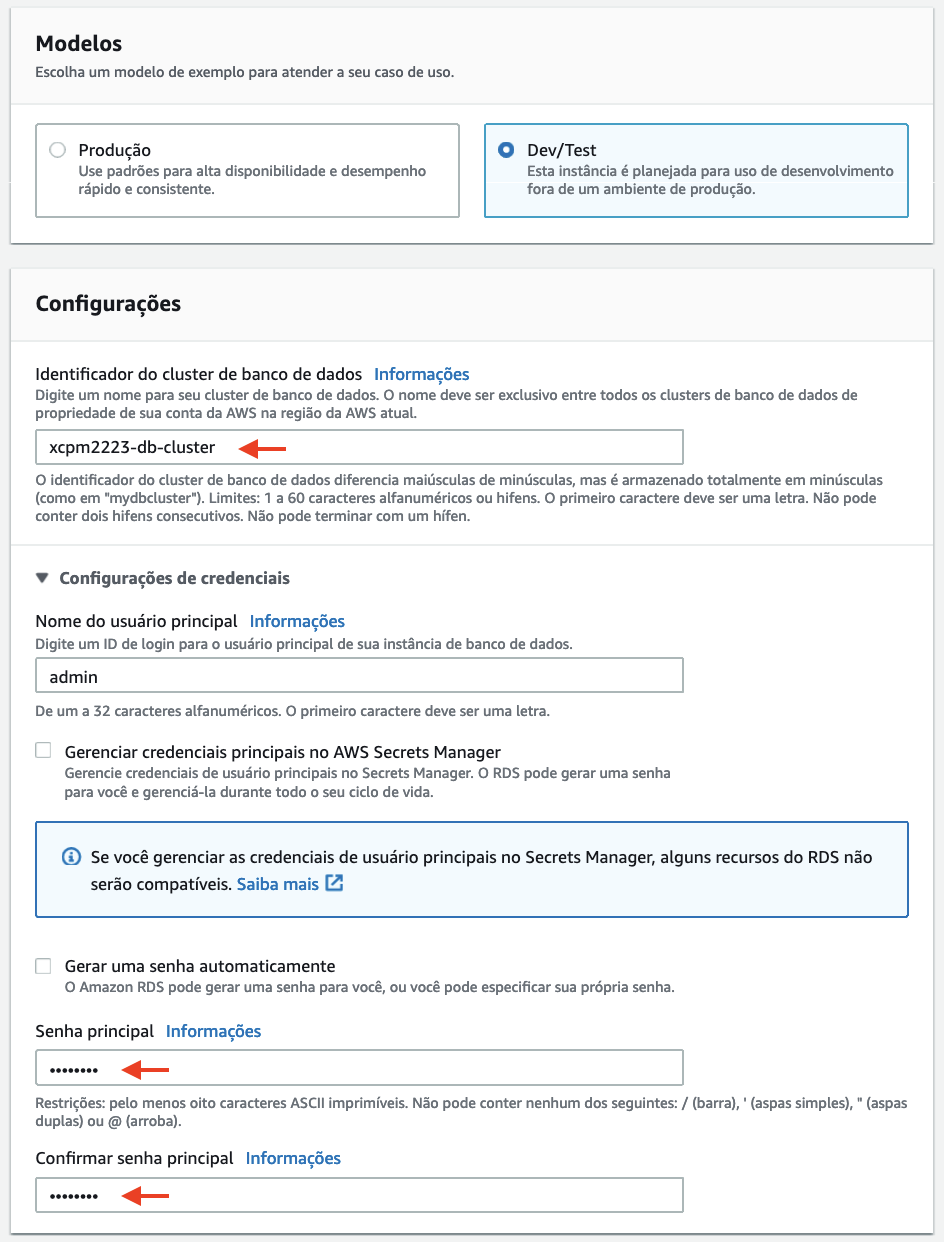 Modelos
Escolha um modelo de exemplo para atender a seu caso de uso.
Produção
Use padrões para alta disponibilidade e desempenho
rápido e consistente.
Dev/Test
Esta instância é planejada para uso de desenvolvimento
fora de um ambiente de produção.
Configurações
Identificador do cluster de banco de dados Informações
Digite um nome para seu cluster de banco de dados. O nome deve ser exclusivo entre todos os clusters de banco de dados de
propriedade de sua conta da AWS na região da AWS atual.
xcpm2223-db-cluster
O identificador do cluster de banco de dados diferencia maiúsculas de minúsculas, mas é armazenado totalmente em minúsculas
(como em "mydbcluster"). Limites: 1 a 60 caracteres alfanuméricos ou hifens. O primeiro caractere deve ser uma letra. Não pode
conter dois hifens consecutivos. Não pode terminar com um hífen.
Configurações de credenciais
Nome do usuário principal Informações
Digite um ID de login para o usuário principal de sua instância de banco de dados.
admin
De um a 32 caracteres alfanuméricos. O primeiro caractere deve ser uma letra.
Gerenciar credenciais principais no AWS Secrets Manager
Gerencie credenciais de usuário principais no Secrets Manager. O RDS pode gerar uma senha
para você e gerenciá-la durante todo o seu ciclo de vida.
Se você gerenciar as credenciais de usuário principais no Secrets Manager, alguns recursos do RDS não
serão compatíveis. Saiba mais
Gerar uma senha automaticamente
O Amazon RDS pode gerar uma senha para você, ou você pode especificar sua própria senha.
Senha principal Informações
••••••••
Restrições: pelo menos oito caracteres ASCII imprimíveis. Não pode conter nenhum dos seguintes: / (barra), ' (aspas simples), " (aspas
duplas) ou @ (arroba).
Confirmar senha principal Informações
••••••••